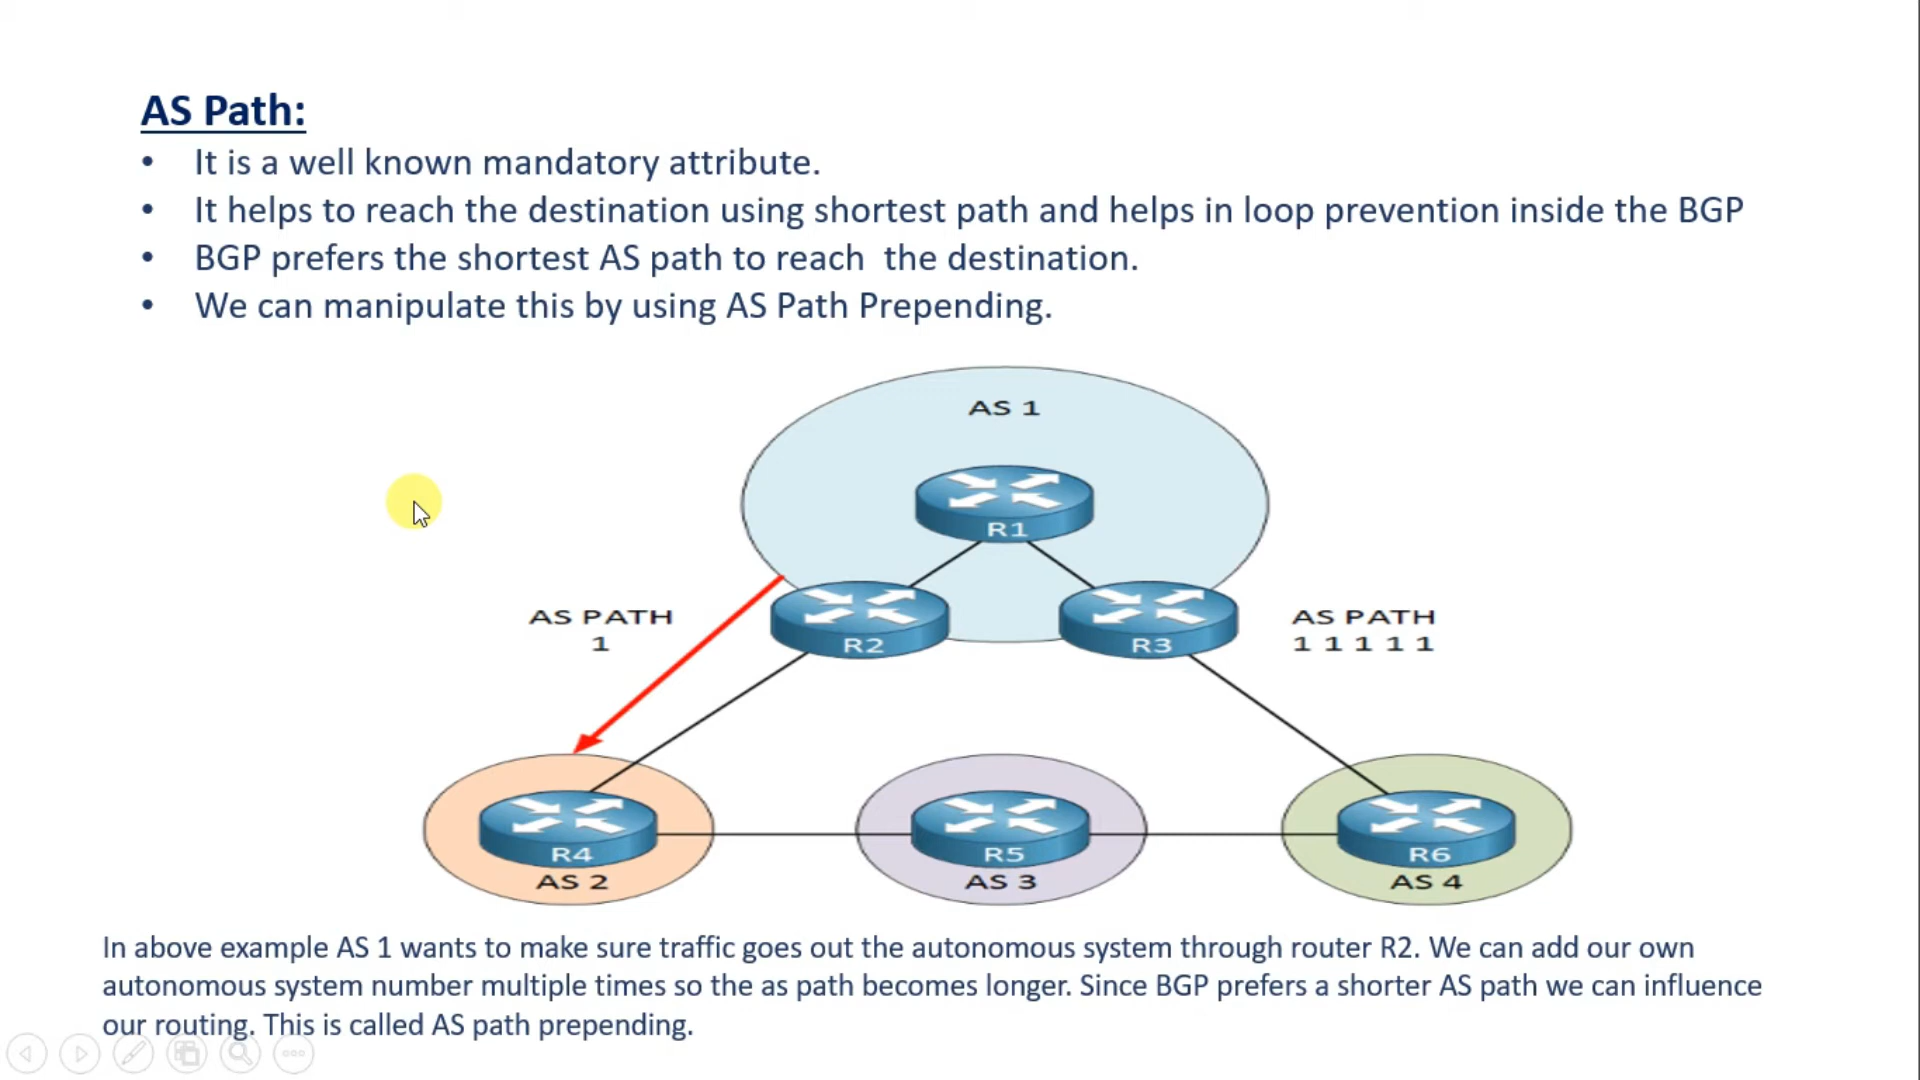 AS Path:
• It is a well known mandatory attribute.
• It helps to reach the destination using shortest path and helps in loop prevention inside the BGP
• BGP prefers the shortest AS path to reach the destination.
• We can manipulate this by using AS Path Prepending.
AS 1
R1
AS PATH
1
R2
R3
AS PATH
1 1 1 1 1
R4
AS 2
R5
AS 3
R6
AS 4
In above example AS 1 wants to make sure traffic goes out the autonomous system through router R2. We can add our own
autonomous system number multiple times so the as path becomes longer. Since BGP prefers a shorter AS path we can influence
our routing. This is called AS path prepending.